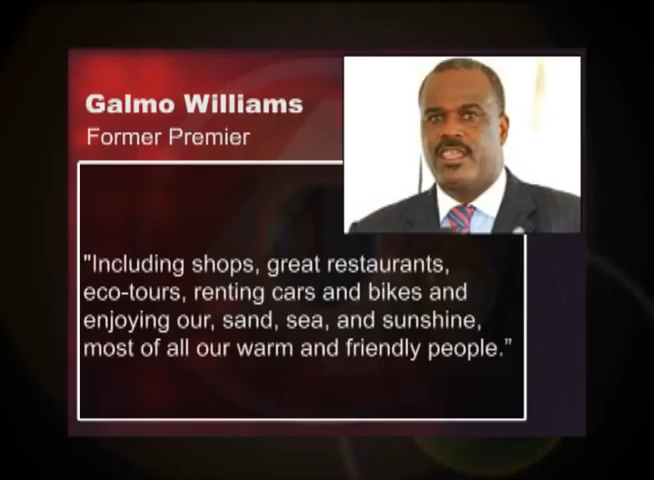 Galmo Williams
Former Premier
"Including shops, great restaurants,
eco-tours, renting cars and bikes and
enjoying our, sand, sea, and sunshine,
most of all our warm and friendly people.”